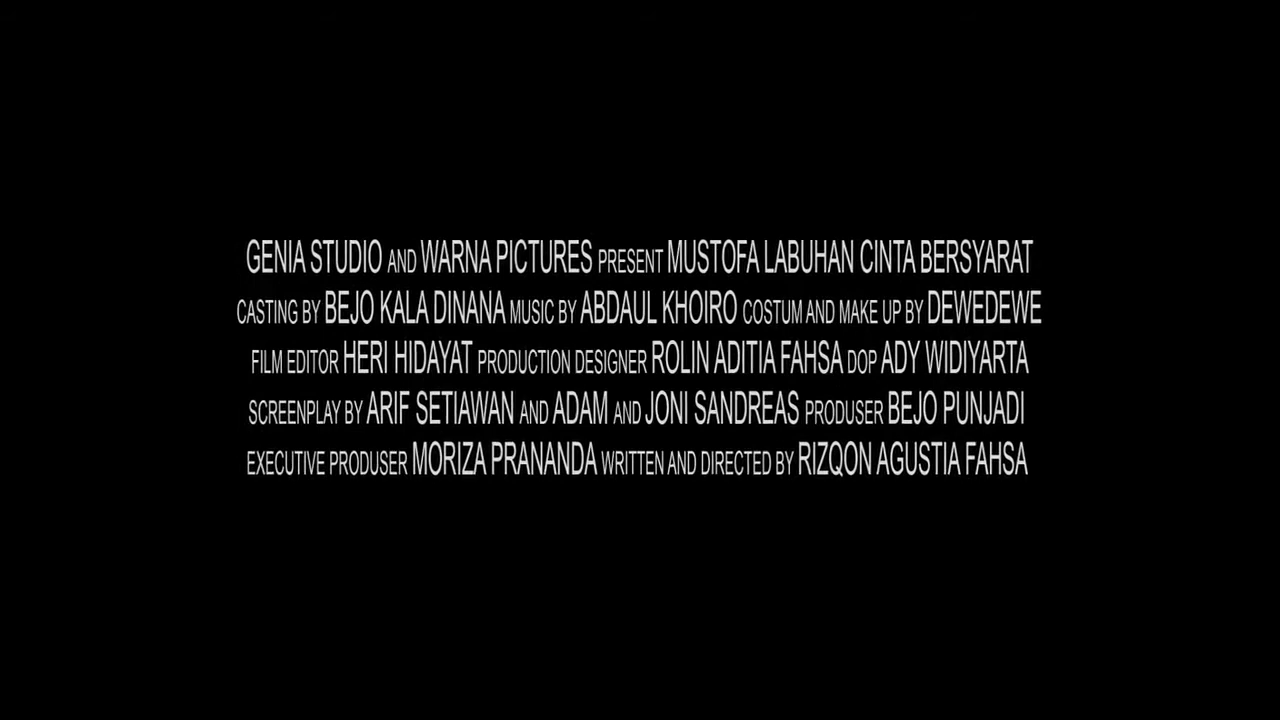 GENIA STUDIO AND WARNA PICTURES PRESENT MUSTOFA LABUHAN CINTA BERSYARAT
CASTING BY BEJO KALA DINANA MUSIC BY ABDAUL KHOIRO COSTUM AND MAKE UP BY DEWEDEWE
FILM EDITOR HERI HIDAYAT PRODUCTION DESIGNER ROLIN ADITIA FAHSA DOP ADY WIDIYARTA
SCREENPLAY BY ARIF SETIAWAN AND ADAM AND JONI SANDREAS PRODUSER BEJO PUNJADI
EXECUTIVE PRODUSER MORIZA PRANANDA WRITTEN AND DIRECTED BY RIZQON AGUSTIA FAHSA